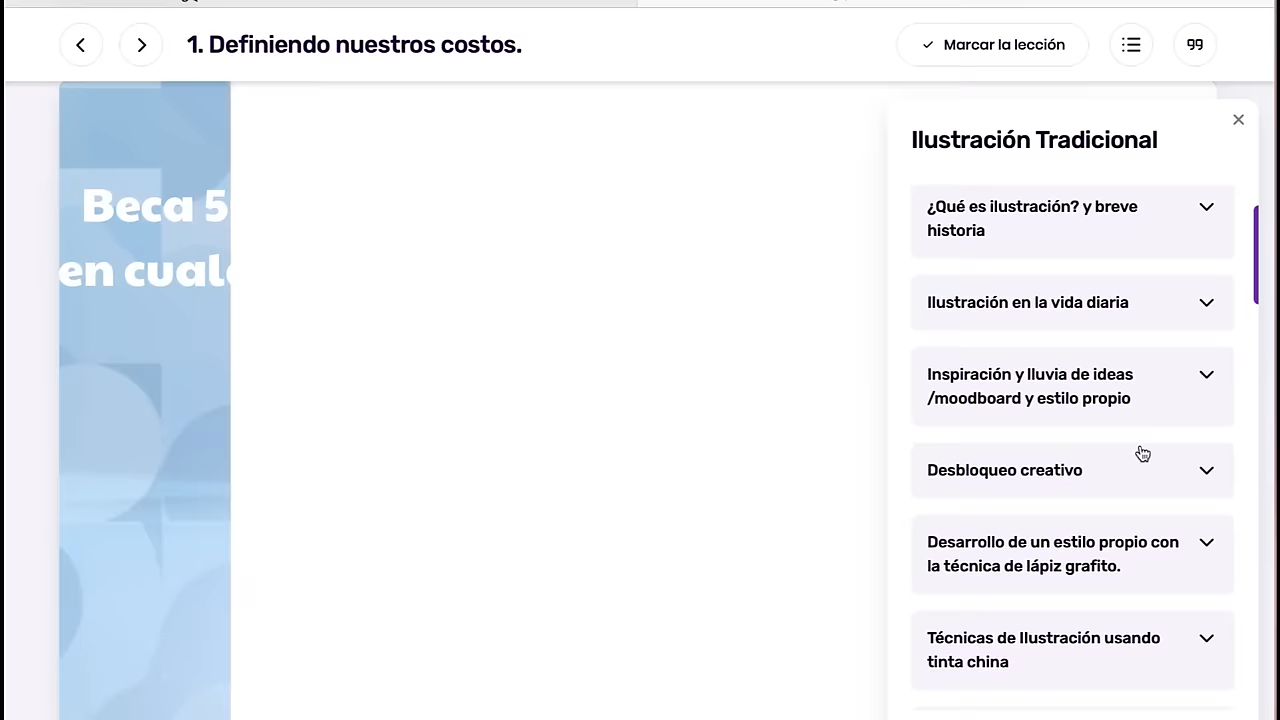 1. Definiendo nuestros costos.
Marcar la lección
Beca 5
en cual
Ilustración Tradicional
¿Qué es ilustración? y breve
historia
Ilustración en la vida diaria
Inspiración y lluvia de ideas
/moodboard y estilo propio
Desbloqueo creativo
Desarrollo de un estilo propio con
la técnica de lápiz grafito.
Técnicas de Ilustración usando
tinta china